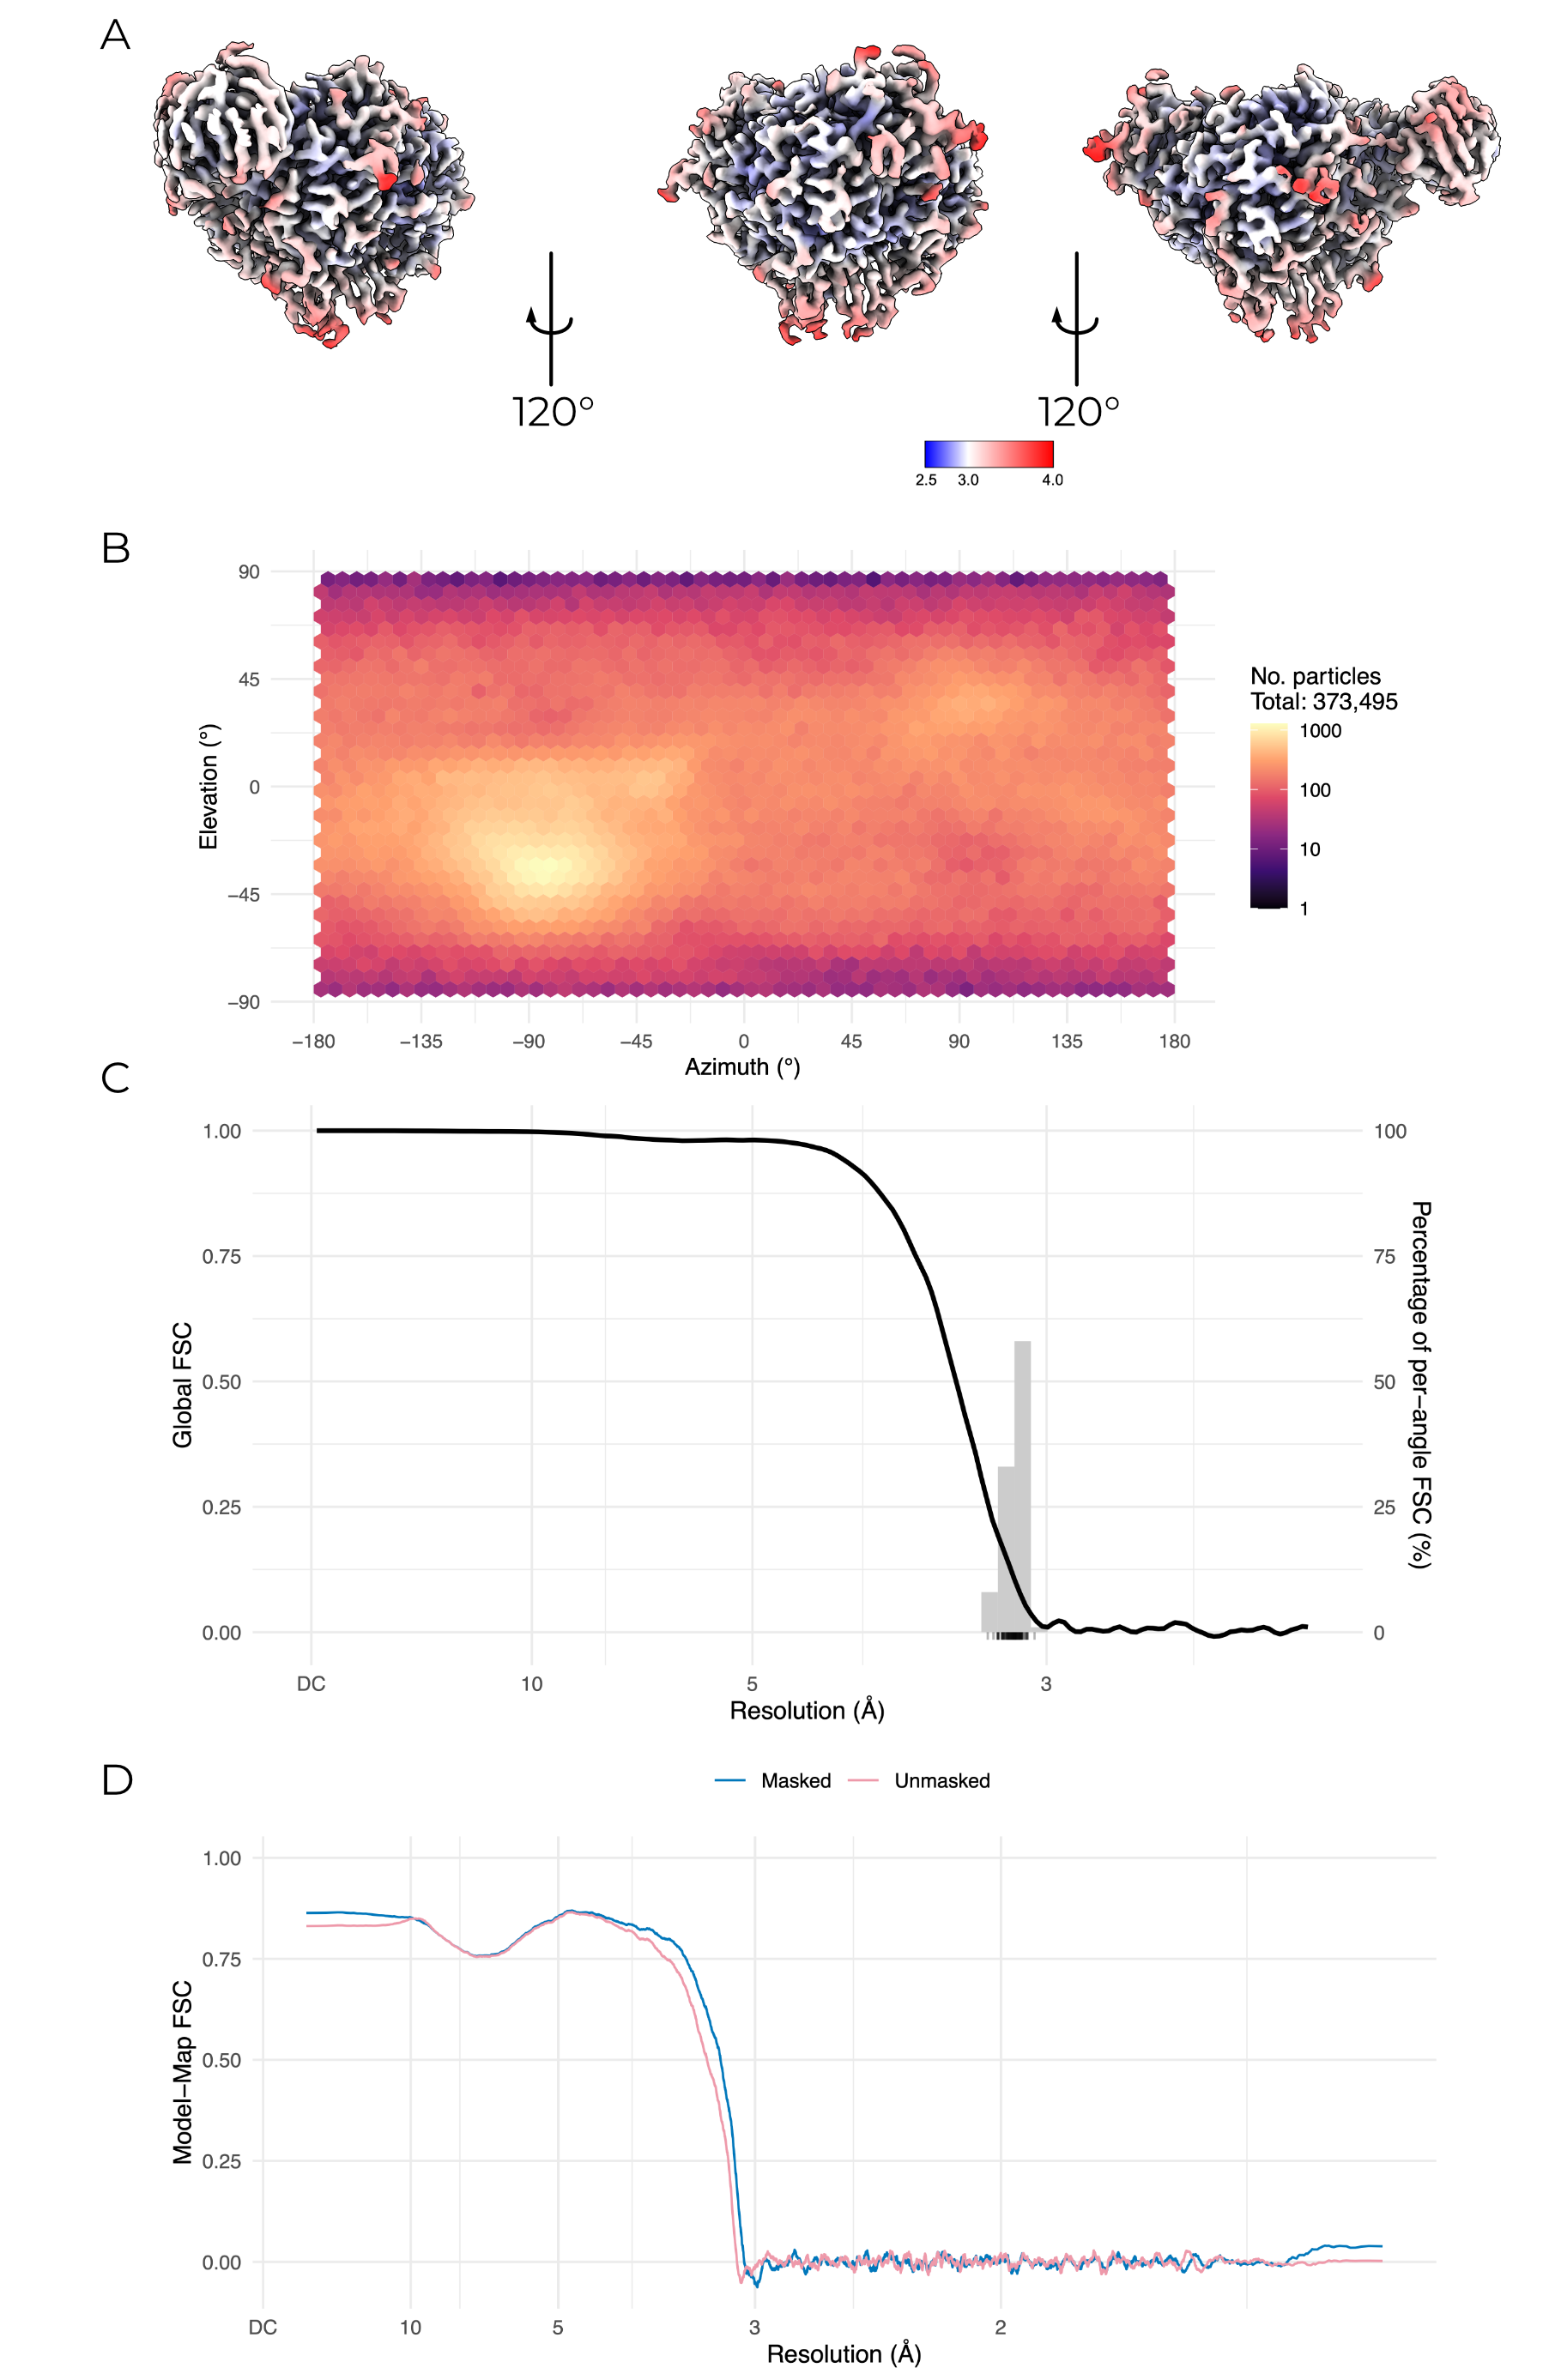 A
120°
120°
2.5 3.0 4.0
B
90
45
0
−45
−90
Elevation (°)
−180 −135 −90 −45 0 45 90 135 180
Azimuth (°)
No. particles
Total: 373,495
1000
100
10
1
C
1.00
0.75
0.50
0.25
0.00
Global FSC
100
75
50
25
0
Percentage of per−angle FSC (%)
DC 10 5 3
Resolution (Å)
D
Masked Unmasked
1.00
0.75
0.50
0.25
0.00
Model−Map FSC
DC 10 5 3 2
Resolution (Å)